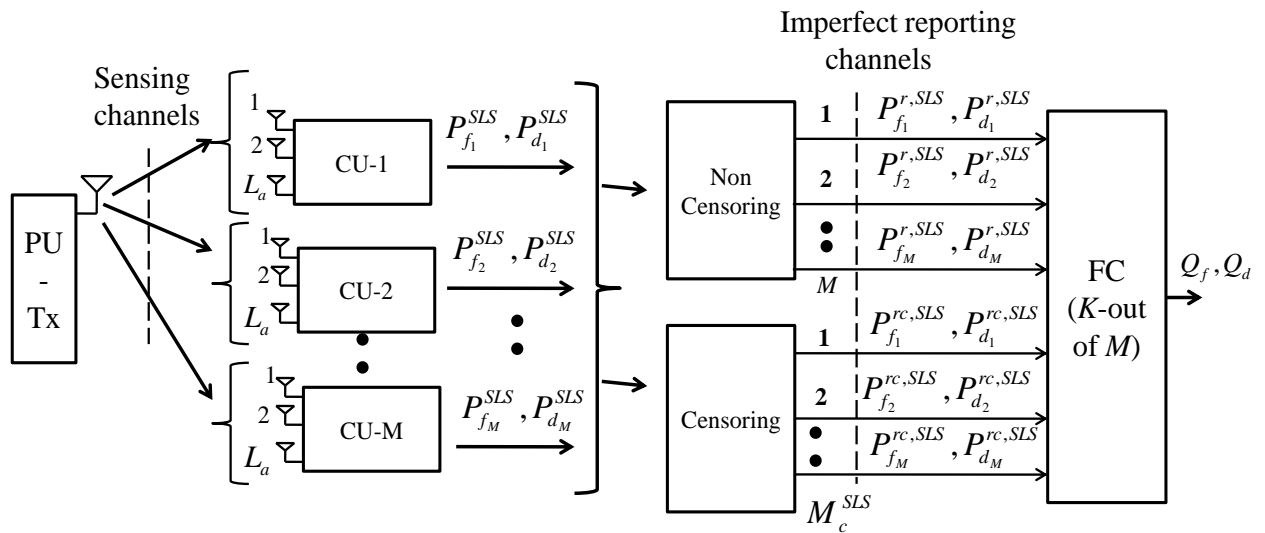 Imperfect reporting
channels
Sensing
channels
PU
-
Tx
1
2
L_a
CU-1
P_{f_1}^{SLS}, P_{d_1}^{SLS}
1
2
L_a
CU-2
P_{f_2}^{SLS}, P_{d_2}^{SLS}
1
2
L_a
CU-M
P_{f_M}^{SLS}, P_{d_M}^{SLS}
Non
Censoring
1
P_{f_1}^{r,SLS}, P_{d_1}^{r,SLS}
2
P_{f_2}^{r,SLS}, P_{d_2}^{r,SLS}
P_{f_M}^{r,SLS}, P_{d_M}^{r,SLS}
M
Censoring
1
P_{f_1}^{rc,SLS}, P_{d_1}^{rc,SLS}
2
P_{f_2}^{rc,SLS}, P_{d_2}^{rc,SLS}
P_{f_M}^{rc,SLS}, P_{d_M}^{rc,SLS}
M_c^{SLS}
FC
(K-out
of M)
Q_f, Q_d